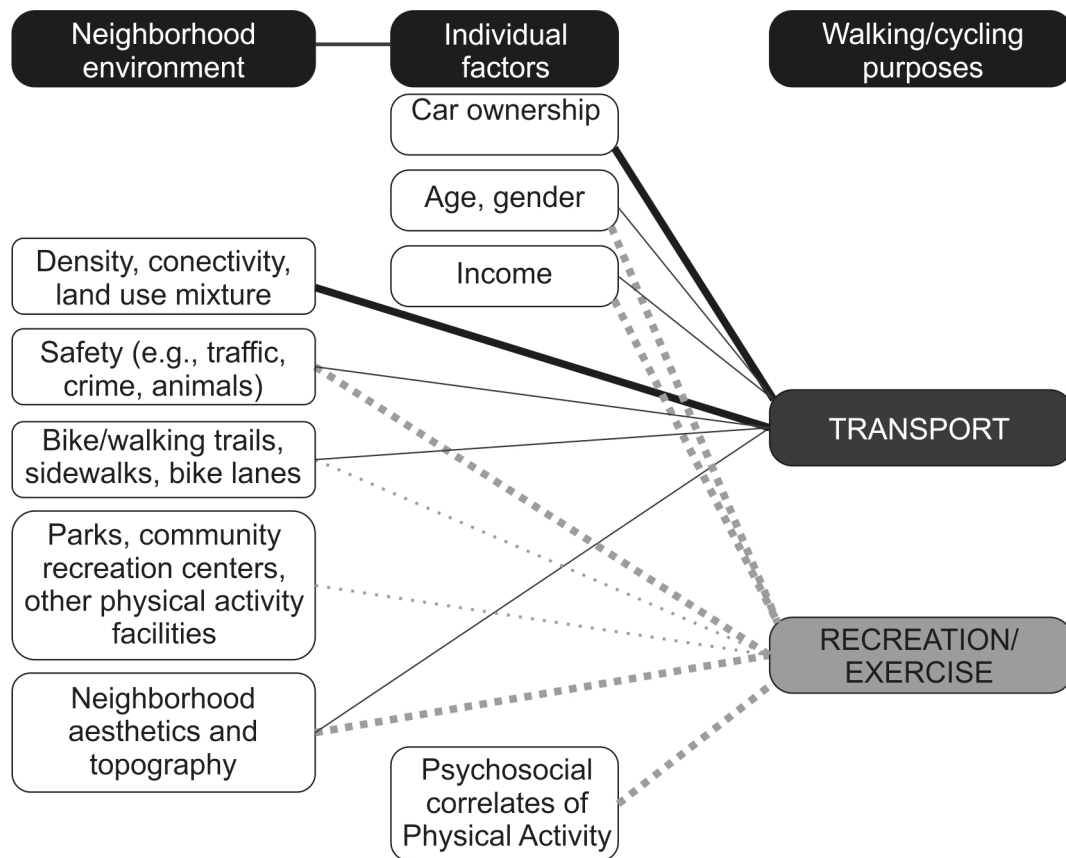 Neighborhood
environment
Individual
factors
Walking/cycling
purposes
Car ownership
Age, gender
Income
Density, conectivity,
land use mixture
Safety (e.g., traffic,
crime, animals)
Bike/walking trails,
sidewalks, bike lanes
Parks, community
recreation centers,
other physical activity
facilities
Neighborhood
aesthetics and
topography
Psychosocial
correlates of
Physical Activity
TRANSPORT
RECREATION/
EXERCISE